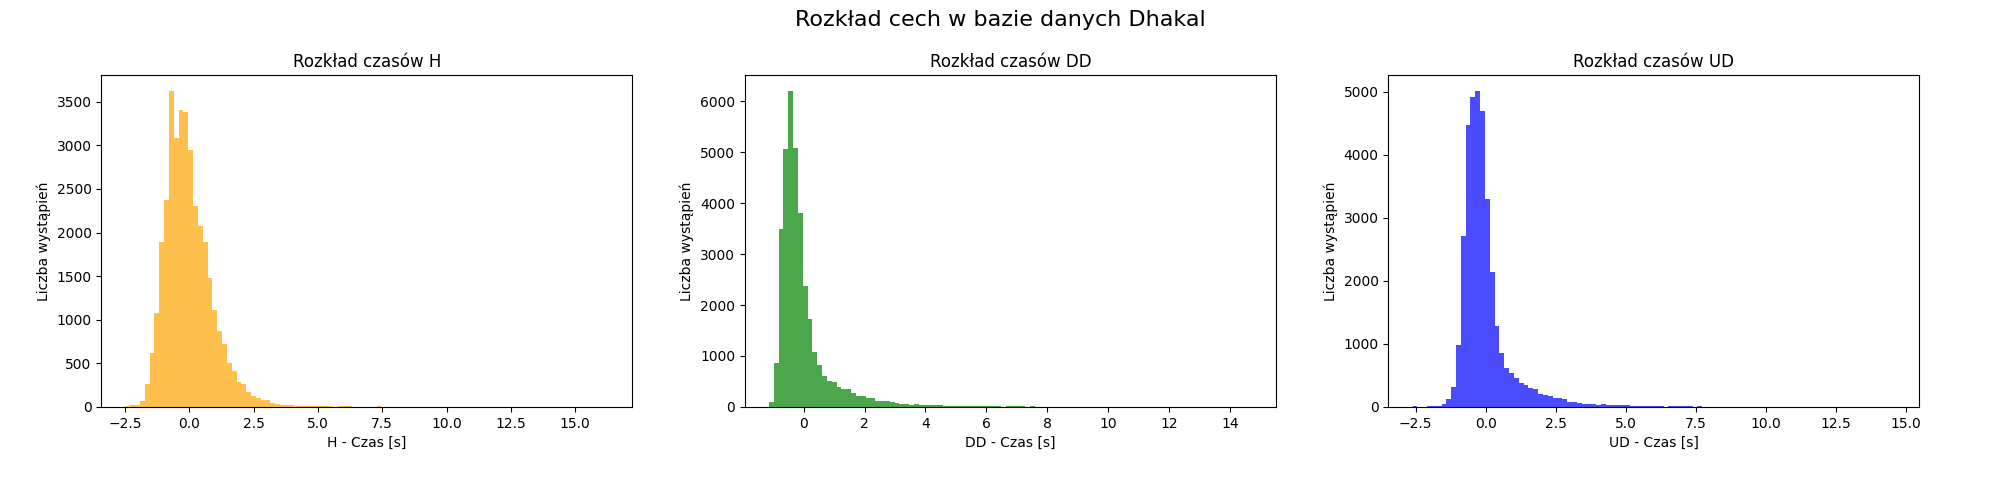 Rozkład cech w bazie danych Dhakal
Rozkład czasów H
Liczba wystąpień
3500
3000
2500
2000
1500
1000
500
0
−2.5 0.0 2.5 5.0 7.5 10.0 12.5 15.0
H - Czas [s]
Rozkład czasów DD
Liczba wystąpień
6000
5000
4000
3000
2000
1000
0
0 2 4 6 8 10 12 14
DD - Czas [s]
Rozkład czasów UD
Liczba wystąpień
5000
4000
3000
2000
1000
0
−2.5 0.0 2.5 5.0 7.5 10.0 12.5 15.0
UD - Czas [s]